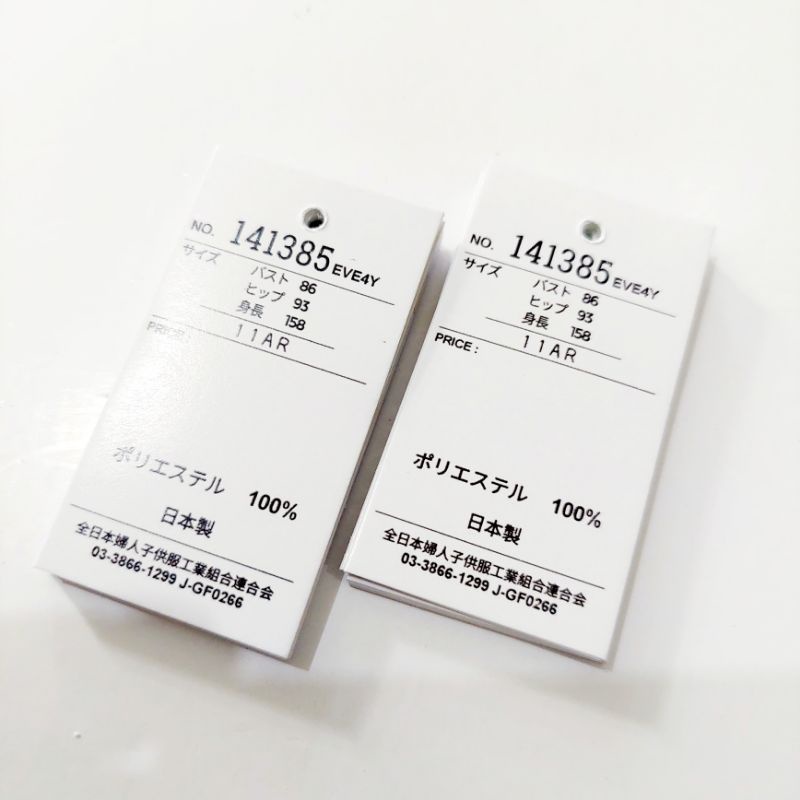 NO. 141385 EVE4Y
サイズ バスト 86
ヒップ 93
身長 158
11AR
PRICE:
ポリエステル 100%
日本製
全日本婦人子供服工業組合連合会
03-3866-1299 J-GF0266
NO. 141385 EVE4Y
サイズ バスト 86
ヒップ 93
身長 158
11AR
PRICE:
ポリエステル 100%
日本製
全日本婦人子供服工業組合連合会
03-3866-1299 J-GF0266